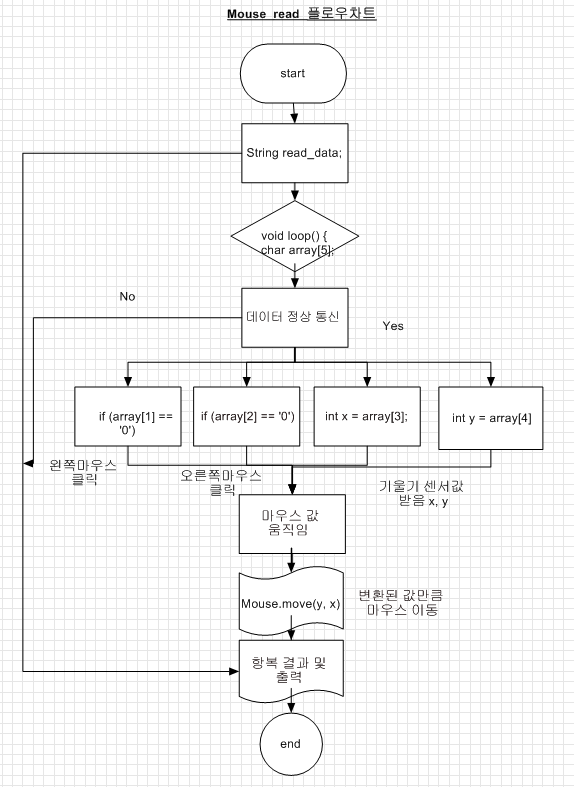 Mouse_read 플로우차트
start
String read_data;
void loop() {
char array[5];
No
데이터 정상 통신
Yes
if (array[1] ==
'0')
if (array[2] == '0')
int x = array[3];
int y = array[4]
왼쪽마우스
클릭
오른쪽마우스
클릭
기울기 센서값
받음 x, y
마우스 값
움직임
Mouse.move(y, x)
변환된 값만큼
마우스 이동
항복 결과 및
출력
end